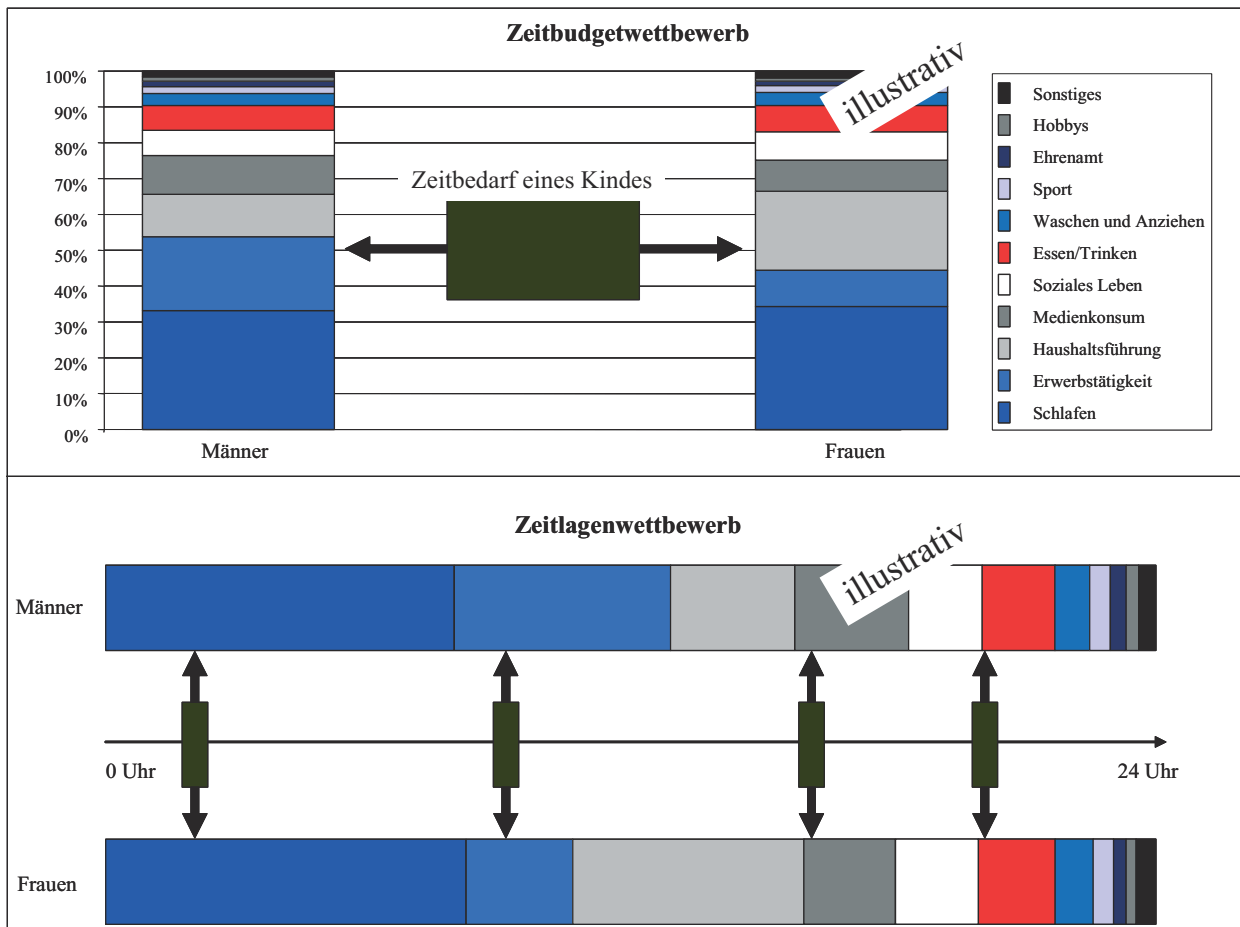 Zeitbudgetwettbewerb
illustrativ
100%
90%
80%
70%
60%
50%
40%
30%
20%
10%
0%
Zeitbedarf eines Kindes
Männer
Frauen
Sonstiges
Hobbys
Ehrenamt
Sport
Waschen und Anziehen
Essen/Trinken
Soziales Leben
Medienkonsum
Haushaltsführung
Erwerbstätigkeit
Schlafen
Zeitlagenwettbewerb
illustrativ
Männer
0 Uhr
24 Uhr
Frauen